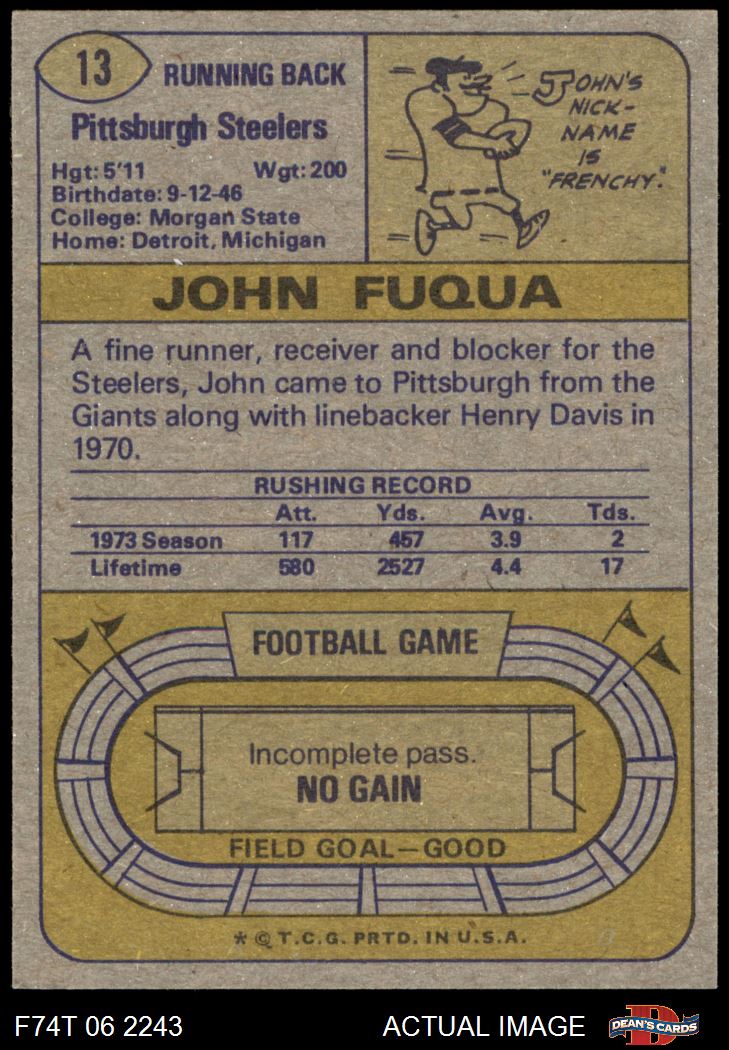 13
RUNNING BACK
Pittsburgh Steelers
Hgt: 5'11 Wgt: 200
Birthdate: 9-12-46
College: Morgan State
Home: Detroit, Michigan
JOHN'S
NICK-
NAME
IS
"FRENCHY."
JOHN FUQUA
A fine runner, receiver and blocker for the
Steelers, John came to Pittsburgh from the
Giants along with linebacker Henry Davis in
1970.
RUSHING RECORD
Att. Yds. Avg. Tds.
1973 Season 117 457 3.9 2
Lifetime 580 2527 4.4 17
FOOTBALL GAME
Incomplete pass.
NO GAIN
FIELD GOAL—GOOD
* © T.C.G. PRTD. IN U.S.A.
F74T 06 2243 ACTUAL IMAGE
D
DEAN'S CARDS